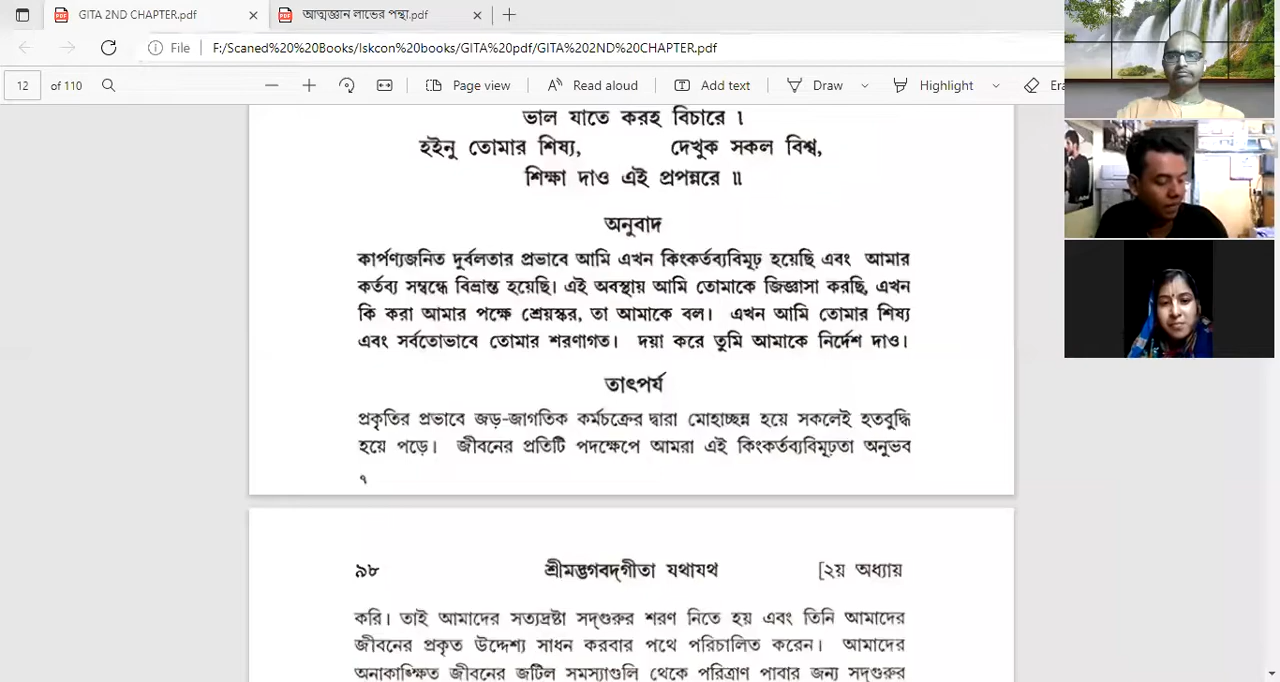 GITA 2ND CHAPTER.pdf
আত্মজ্ঞান লাভের পন্থা.pdf
File F:/Scaned%20%20Books/Iskcon%20books/GITA%20pdf/GITA%202ND%20CHAPTER.pdf
12 of 110 Page view Read aloud Add text Draw Highlight Era
ভাল যাতে করহ বিচারে ৷
হইনু তোমার শিষ্য, দেখুক সকল বিশ্ব,
শিক্ষা দাও এই প্রপন্নরে ৷৷
অনুবাদ
কার্পণ্যজনিত দুর্বলতার প্রভাবে আমি এখন কিংকর্তব্যবিমূঢ় হয়েছি এবং আমার
কর্তব্য সম্বন্ধে বিভ্রান্ত হয়েছি। এই অবস্থায় আমি তোমাকে জিজ্ঞাসা করছি, এখন
কি করা আমার পক্ষে শ্রেয়স্কর, তা আমাকে বল। এখন আমি তোমার শিষ্য
এবং সর্বতোভাবে তোমার শরণাগত। দয়া করে তুমি আমাকে নির্দেশ দাও।
তাৎপর্য
প্রকৃতির প্রভাবে জড়-জাগতিক কর্মচক্রের দ্বারা মোহাচ্ছন্ন হয়ে সকলেই হতবুদ্ধি
হয়ে পড়ে। জীবনের প্রতিটি পদক্ষেপে আমরা এই কিংকর্তব্যবিমূঢ়তা অনুভব
৭
৯৮ শ্রীমদ্ভগবদ্‌গীতা যথাযথ [২য় অধ্যায়
করি। তাই আমাদের সত্যদ্রষ্টা সদ্‌গুরুর শরণ নিতে হয় এবং তিনি আমাদের
জীবনের প্রকৃত উদ্দেশ্য সাধন করবার পথে পরিচালিত করেন। আমাদের
অনাকাঙ্ক্ষিত জীবনের জটিল সমস্যাগুলি থেকে পরিত্রাণ পাবার জন্য সদ্‌গুরুর